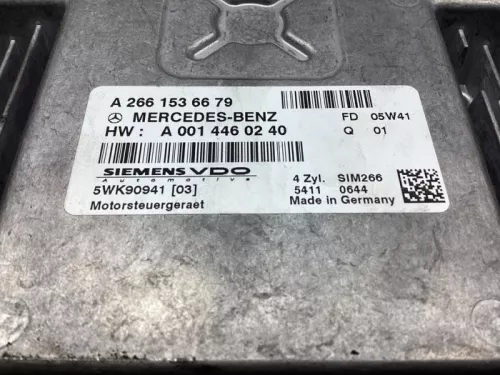 A 266 153 66 79
MERCEDES-BENZ FD 05W41
HW : A 001 446 02 40 Q 01
SIEMENS VDO
Automotive
4 Zyl. SIM266
5WK90941 [03] 5411 0644
Motorsteuergeraet Made in Germany